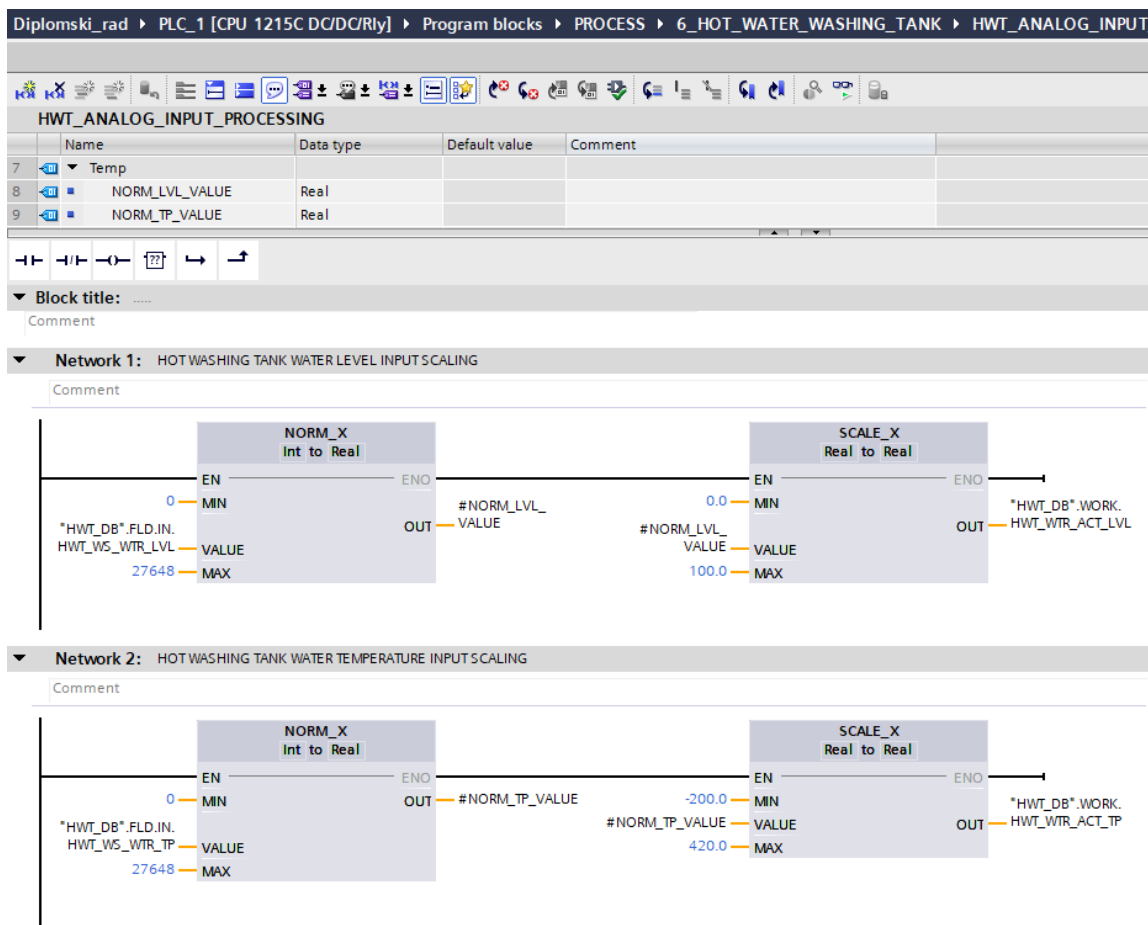 Diplomski_rad ▸ PLC_1 [CPU 1215C DC/DC/Rly] ▸ Program blocks ▸ PROCESS ▸ 6_HOT_WATER_WASHING_TANK ▸ HWT_ANALOG_INPUT
HWT_ANALOG_INPUT_PROCESSING
Name Data type Default value Comment
7 Temp
8 NORM_LVL_VALUE Real
9 NORM_TP_VALUE Real
??
Block title: .....
Comment
Network 1: HOT WASHING TANK WATER LEVEL INPUT SCALING
Comment
NORM_X
Int to Real
EN ENO
0 MIN
"HWT_DB".FLD.IN.
HWT_WS_WTR_LVL VALUE
27648 MAX
OUT #NORM_LVL_
VALUE
SCALE_X
Real to Real
EN ENO
0.0 MIN
#NORM_LVL_
VALUE VALUE
100.0 MAX
OUT "HWT_DB".WORK.
HWT_WTR_ACT_LVL
Network 2: HOT WASHING TANK WATER TEMPERATURE INPUT SCALING
Comment
NORM_X
Int to Real
EN ENO
0 MIN
"HWT_DB".FLD.IN.
HWT_WS_WTR_TP VALUE
27648 MAX
OUT #NORM_TP_VALUE
SCALE_X
Real to Real
EN ENO
-200.0 MIN
#NORM_TP_VALUE VALUE
420.0 MAX
OUT "HWT_DB".WORK.
HWT_WTR_ACT_TP